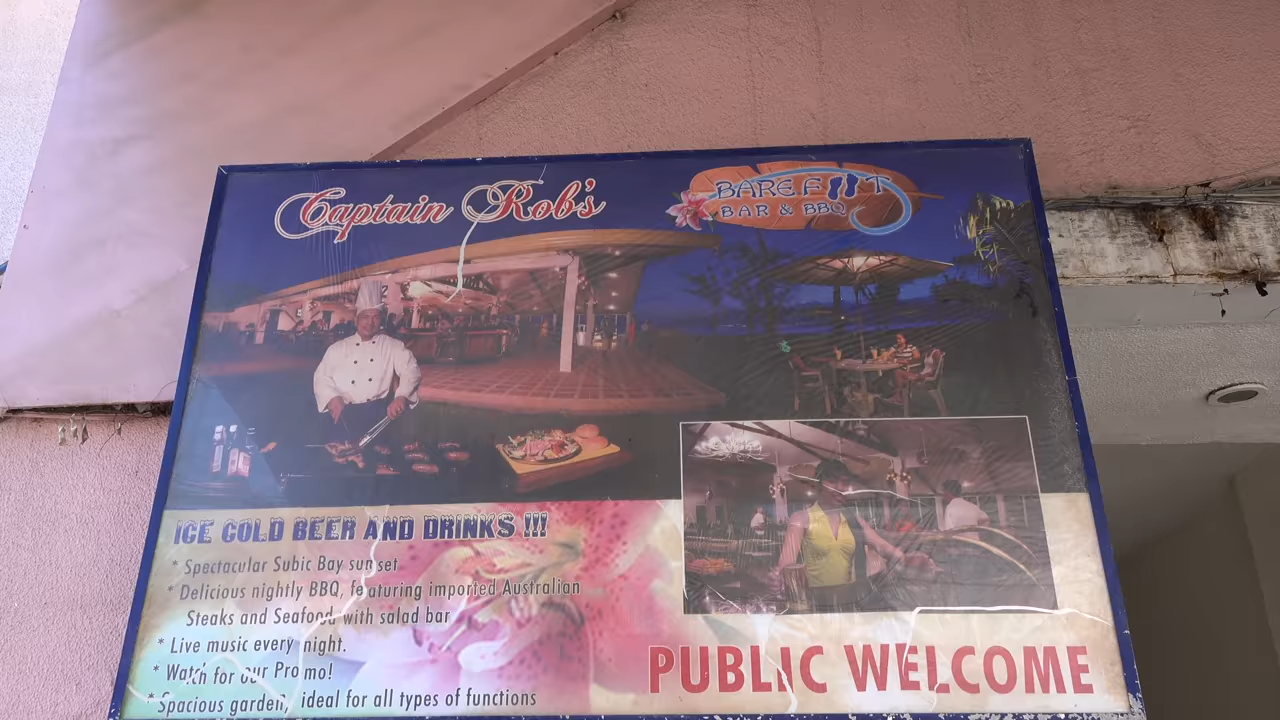 Captain Rob's
BAREFOOT
BAR & BBQ
ICE COLD BEER AND DRINKS !!!
* Spectacular Subic Bay sunset
* Delicious nightly BBQ, featuring imported Australian
Steaks and Seafood with salad bar
* Live music every night.
* Watch for our Promo!
* Spacious garden, ideal for all types of functions
PUBLIC WELCOME